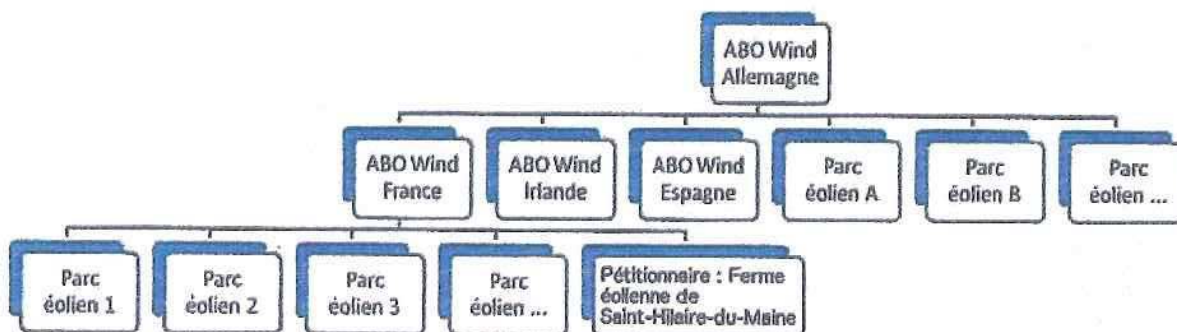 ABO Wind
Allemagne
ABO Wind
France
ABO Wind
Irlande
ABO Wind
Espagne
Parc
éolien A
Parc
éolien B
Parc
éolien ...
Parc
éolien 1
Parc
éolien 2
Parc
éolien 3
Parc
éolien ...
Pétitionnaire : Ferme
éolienne de
Saint-Hilaire-du-Maine